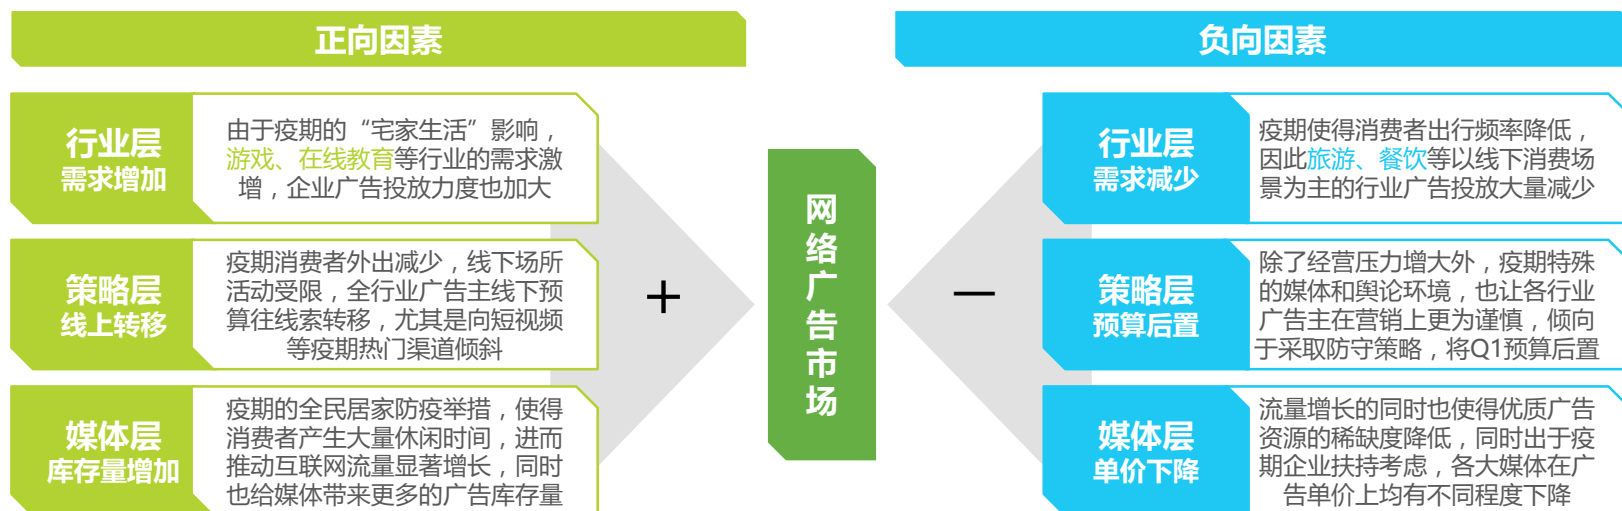 正向因素
行业层
需求增加
由于疫期的“宅家生活”影响，
游戏、在线教育等行业的需求激
增，企业广告投放力度也加大
策略层
线上转移
疫期消费者外出减少，线下场所
活动受限，全行业广告主线下预
算往线索转移，尤其是向短视频
等疫期热门渠道倾斜
媒体层
库存量增加
疫期的全民居家防疫举措，使得
消费者产生大量休闲时间，进而
推动互联网流量显著增长，同时
也给媒体带来更多的广告库存量
+
网络广告市场
—
负向因素
行业层
需求减少
疫期使得消费者出行频率降低，
因此旅游、餐饮等以线下消费场
景为主的行业广告投放大量减少
策略层
预算后置
除了经营压力增大外，疫期特殊
的媒体和舆论环境，也让各行业
广告主在营销上更为谨慎，倾向
于采取防守策略，将Q1预算后置
媒体层
单价下降
流量增长的同时也使得优质广告
资源的稀缺度降低，同时出于疫
期企业扶持考虑，各大媒体在广
告单价上均有不同程度下降